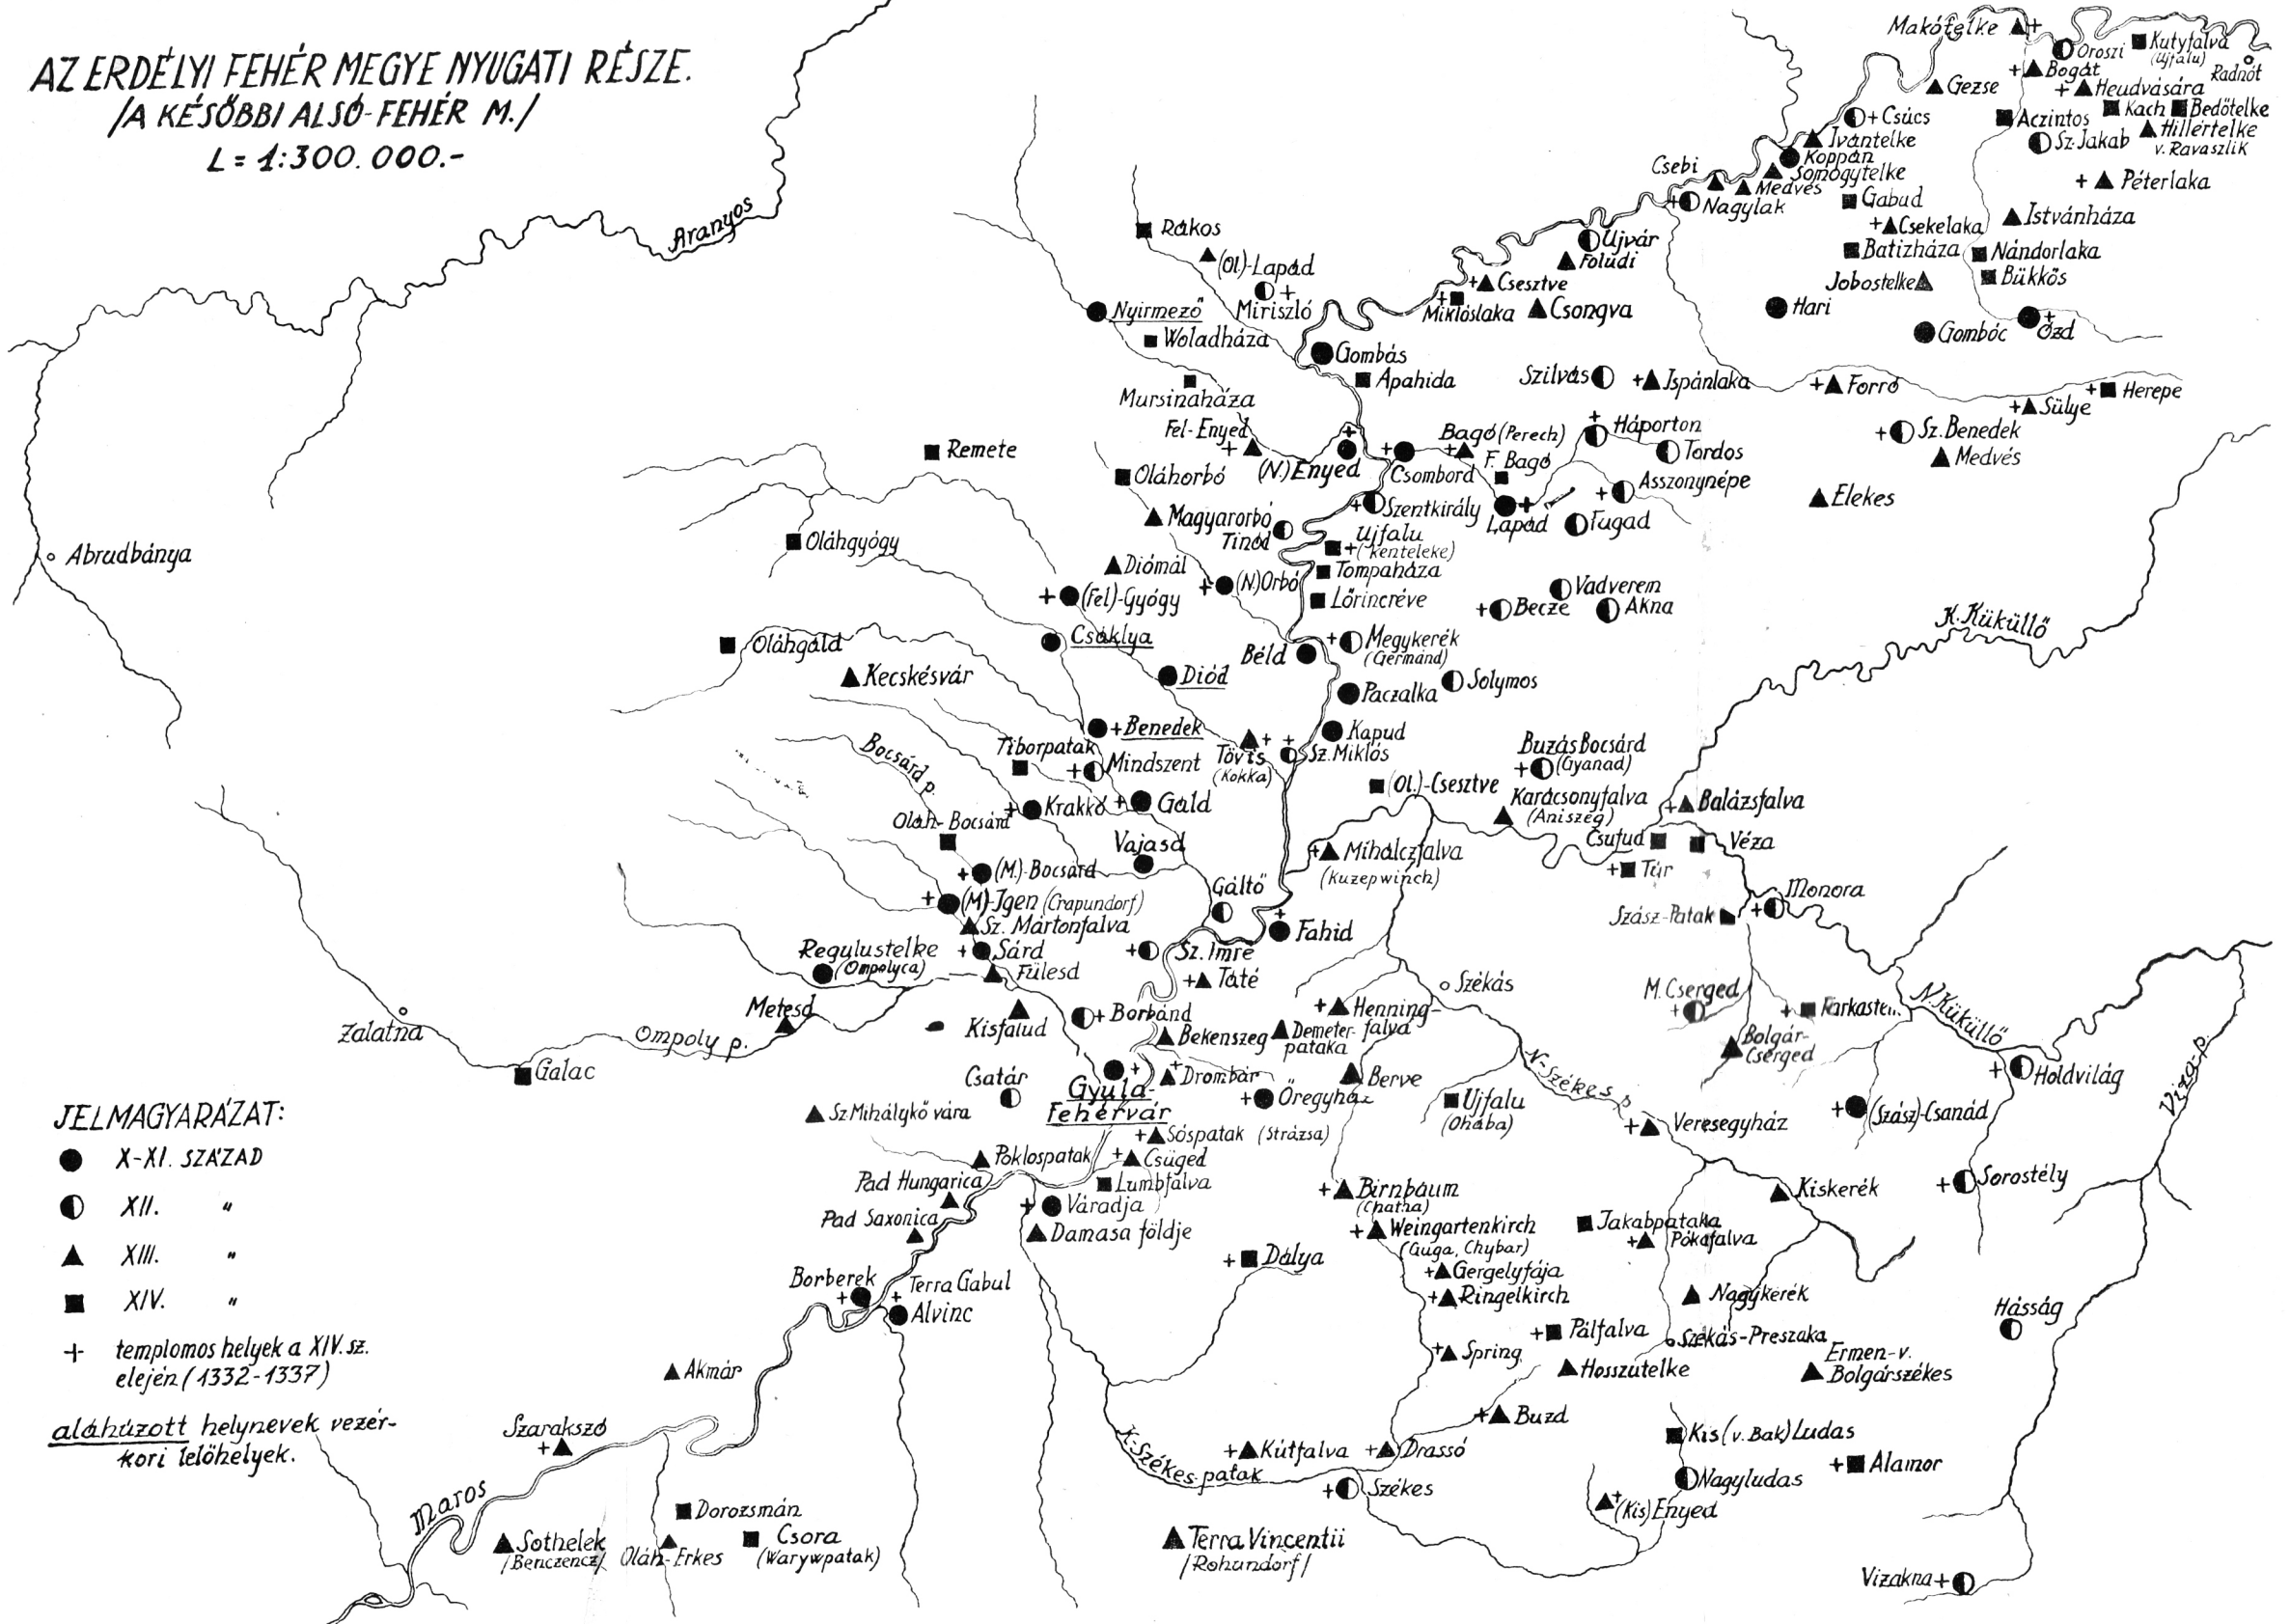 AZ ERDÉLYI FEHÉR MEGYE NYUGATI RÉSZE.
/A KÉSŐBBI ALSÓ-FEHÉR M./
L = 1:300.000.-
Makótelke
Oroszi
Kutyfalva
(Ujfalu)
Radnót
Bogát
Gezse
Heudvására
Kach
Bedőtelke
Csúcs
Aczintos
Hillértelke
v. Ravaszlik
Ivántelke
Sz. Jakab
Koppán
Csebi
Somogytelke
Medvés
Péterlaka
Nagylak
Gabud
Istvánháza
Csekelaka
Aranyos
Rákos
Ujvár
Batizháza
Nándorlaka
(Ol)-Lapád
Foludi
Bükkös
Csesztve
Jobostelke
Miriszló
Miklóslaka
Csongva
Hari
Nyirmező
Gombóc
Ózd
Woladháza
Gombás
Apahida
Szilvás
Ispánlaka
Forró
Herepe
Mursinaháza
Sülye
Fel-Enyed
Bagó (Perech)
Háporton
Sz. Benedek
Remete
F. Bagó
Tordos
Medvés
(N.) Enyed
Csombord
Oláhorbó
Asszonynépe
Elekes
Magyarorbó
Szentkirály
Lapád
Fugad
Tinód
Ujfalu
(Kenteleke)
Oláhgyógy
Abrudbánya
Diómál
Tompaháza
(N) Orbó
(Fel)-Gyógy
Lőrincréve
Vadverem
Becze
Akna
K. Küküllő
Csáklya
Megykerék
(Germánd)
Oláhgáld
Béld
Kecskésvár
Diód
Solymos
Paczalka
Benedek
Kapud
Bocsárd p.
Tiborpatak
Tövis
(Kokka)
Sz. Miklós
Buzás Bocsárd
(Gyanad)
Mindszent
(Ol.)-Csesztve
Krakkó
Gáld
Karácsonyfalva
(Aniszeg)
Balázsfalva
Oláh-Bocsárd
Vajasd
Csufud
Véza
Mihálczfalva
(Kuzepwinch)
(M.)-Bocsárd
Túr
Gáltő
Monora
(M)-Igen (Crapundorf)
Szász-Patak
Sz. Mártonfalva
Fahid
Regulustelke
(Ompolyca)
Sárd
Sz. Imre
Fülesd
Táté
Székás
M. Cserged
N. Küküllő
Metesd
Kisfalud
Borbánd
Henning-
falva
Zalatna
Ompoly p.
Bekenszeg
Demeter-
pataka
Bolgár-
Cserged
Galac
Csatár
Gyula-
Fehérvár
Drombár
Berve
N-Székes p.
Holdvilág
Viza-p.
Őregyház
Ujfalu
(Ohába)
(Szász)-Csanád
Sz Mihálykő vára
Veresegyház
Sóspatak (Strázsa)
Poklospatak
Csüged
Pad Hungarica
Lumbfalva
Birnbaum
(Chatha)
Kiskerék
Sorostély
Pad Saxonica
Váradja
Weingartenkirch
(Guga, Chybar)
Jakabpataka
Damasa földje
Pókafalva
Dálya
Gergelyfája
Borberek
Terra Gabul
Ringelkirch
Nagykerék
Hásság
Alvinc
Pálfalva
Székás-Preszaka
Spring
Hosszútelke
Ermen-v.
Bolgárszékes
Akmár
Buzd
Szarakszó
K-Székes-patak
Kútfalva
Drassó
Kis (v. Bak) Ludas
Alamor
Székes
Nagyludas
Maros
Dorozsmán
(Kis) Enyed
Sothelek
/Benczencz/
Oláh-Erkes
Csora
(Warywpatak)
Terra Vincentii
/Rohundorf/
Vizakna
JELMAGYARÁZAT:
X-XI. SZÁZAD
XII. "
XIII. "
XIV. "
+ templomos helyek a XIV. sz.
elején (1332-1337)
aláhúzott helynevek vezér-
kori lelőhelyek.